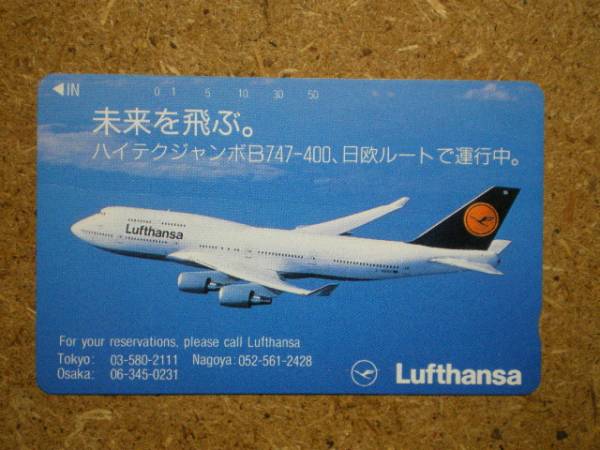 ◀IN 0 1 5 10 30 50
未来を飛ぶ。
ハイテクジャンボB747-400、日欧ルートで運行中。
Lufthansa
For your reservations, please call Lufthansa
Tokyo: 03-580-2111 Nagoya: 052-561-2428
Osaka: 06-345-0231
Lufthansa